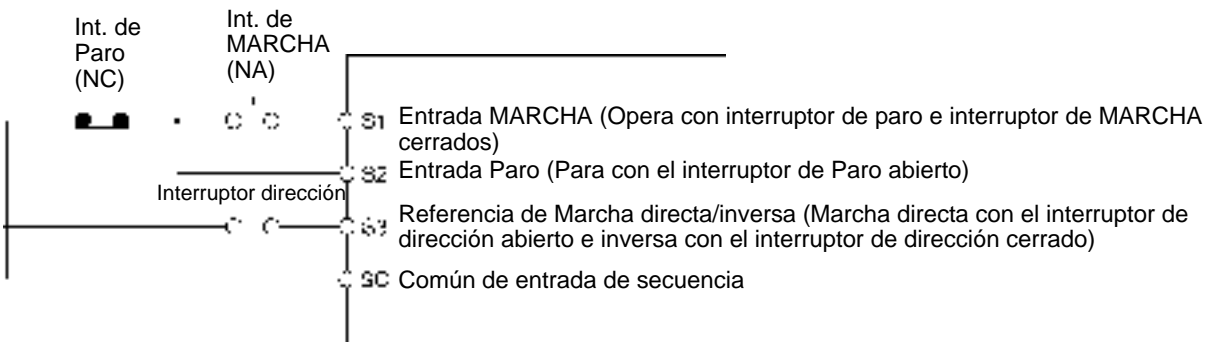 Int. de
Paro
(NC)
Int. de
MARCHA
(NA)
S1 Entrada MARCHA (Opera con interruptor de paro e interruptor de MARCHA
cerrados)
S2 Entrada Paro (Para con el interruptor de Paro abierto)
Interruptor dirección
S3 Referencia de Marcha directa/inversa (Marcha directa con el interruptor de
dirección abierto e inversa con el interruptor de dirección cerrado)
SC Común de entrada de secuencia